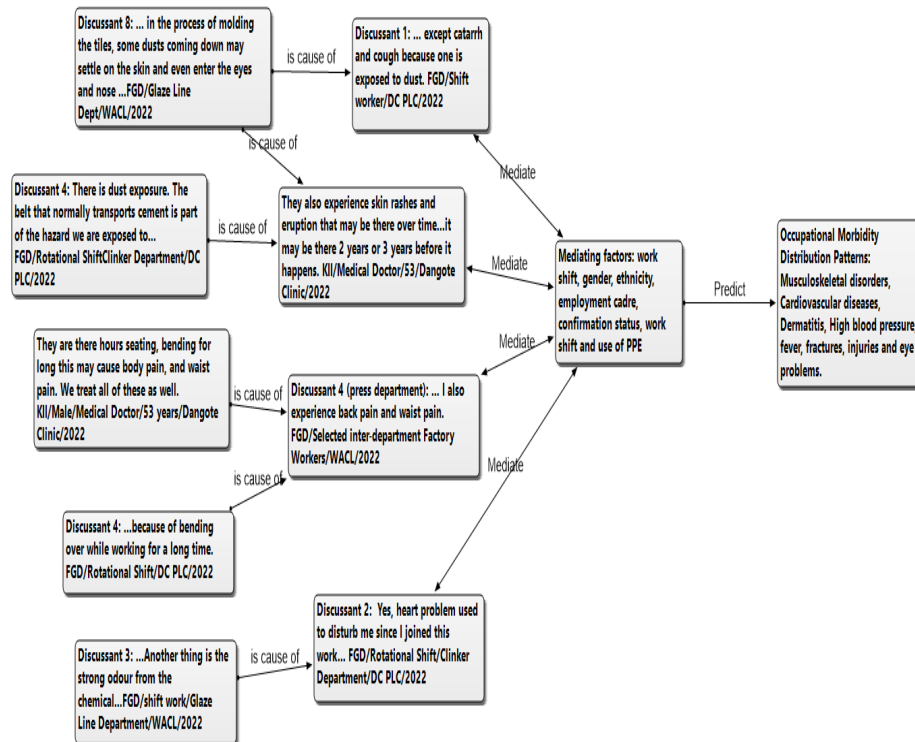 Discussant 8: ... in the process of molding
the tiles, some dusts coming down may
settle on the skin and even enter the eyes
and nose ...FGD/Glaze Line
Dept/WACL/2022
is cause of
Discussant 1: ... except catarrh
and cough because one is
exposed to dust. FGD/Shift
worker/DC PLC/2022
is cause of
Mediate
Discussant 4: There is dust exposure. The
belt that normally transports cement is part
of the hazard we are exposed to...
FGD/Rotational ShiftClinker Department/DC
PLC/2022
is cause of
They also experience skin rashes and
eruption that may be there over time...it
may be there 2 years or 3 years before it
happens. KII/Medical Doctor/53/Dangote
Clinic/2022
Mediate
Mediating factors: work
shift, gender, ethnicity,
employment cadre,
confirmation status, work
shift and use of PPE
Predict
Occupational Morbidity
Distribution Patterns:
Musculoskeletal disorders,
Cardiovascular diseases,
Dermatitis, High blood pressure,
fever, fractures, injuries and eye
problems.
They are there hours seating, bending for
long this may cause body pain, and waist
pain. We treat all of these as well.
KII/Male/Medical Doctor/53 years/Dangote
Clinic/2022
is cause of
Discussant 4 (press department): ... I also
experience back pain and waist pain.
FGD/Selected inter-department Factory
Workers/WACL/2022
Mediate
is cause of
Discussant 4: ...because of bending
over while working for a long time.
FGD/Rotational Shift/DC PLC/2022
Mediate
Discussant 2:  Yes, heart problem used
to disturb me since I joined this
work... FGD/Rotational Shift/Clinker
Department/DC PLC/2022
Discussant 3: ...Another thing is the
strong odour from the
chemical...FGD/shift work/Glaze
Line Department/WACL/2022
is cause of